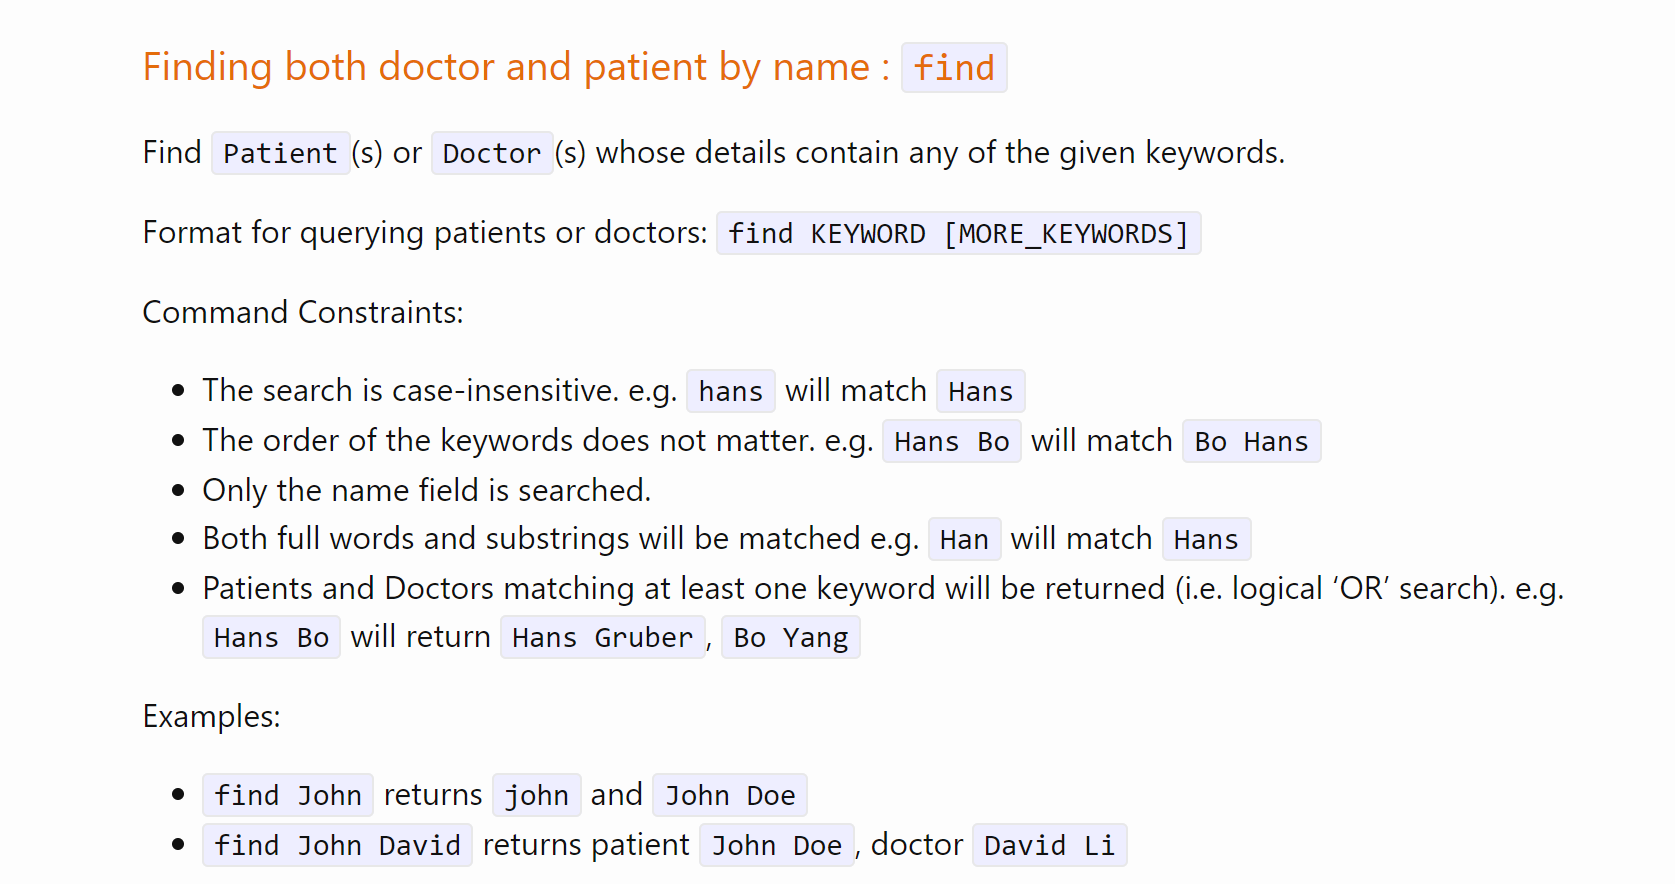 Finding both doctor and patient by name : find
Find Patient(s) or Doctor(s) whose details contain any of the given keywords.
Format for querying patients or doctors: find KEYWORD [MORE_KEYWORDS]
Command Constraints:
• The search is case-insensitive. e.g. hans will match Hans
• The order of the keywords does not matter. e.g. Hans Bo will match Bo Hans
• Only the name field is searched.
• Both full words and substrings will be matched e.g. Han will match Hans
• Patients and Doctors matching at least one keyword will be returned (i.e. logical ‘OR’ search). e.g.
Hans Bo will return Hans Gruber, Bo Yang
Examples:
• find John returns john and John Doe
• find John David returns patient John Doe, doctor David Li